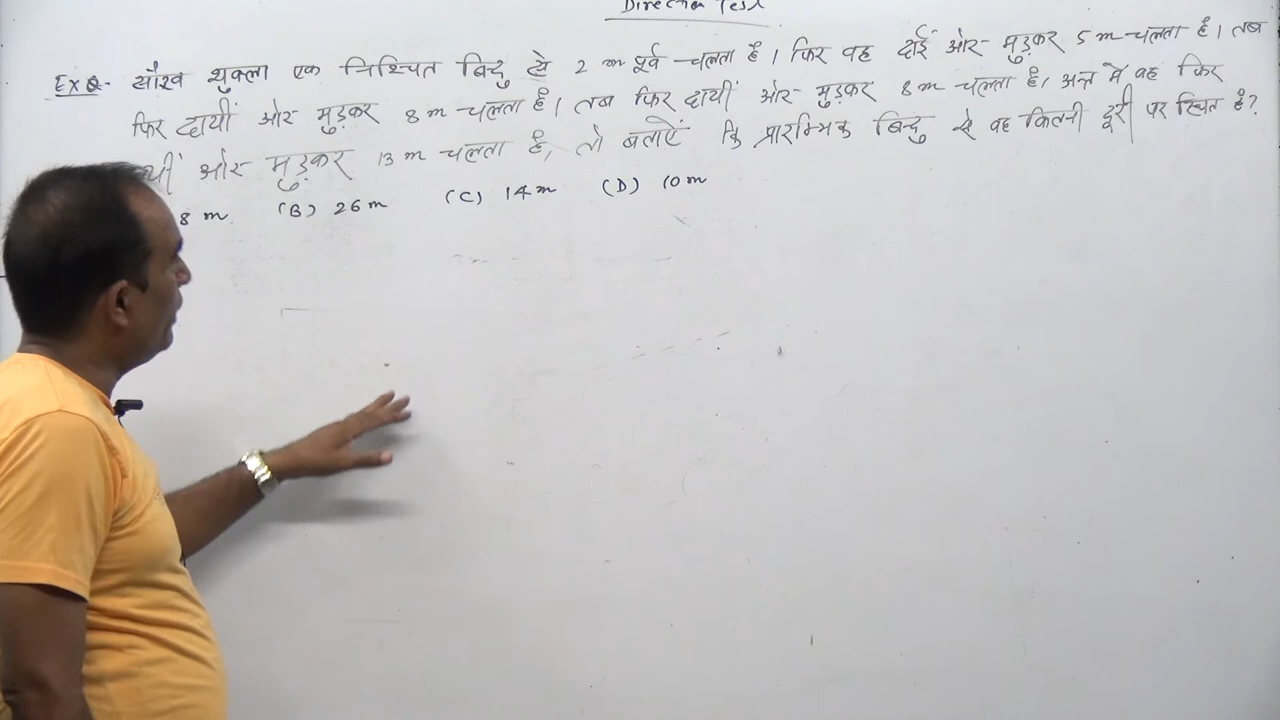 Direction Test
Ex Q- सौरव शुक्ला एक निश्चित बिन्दु से 2 m पूर्व चलता है। फिर वह दाईं ओर मुड़कर 5 m चलता है। तब
फिर दायीं ओर मुड़कर 8 m चलता है। तब फिर दायीं ओर मुड़कर 8 m चलता है, अन्त में वह फिर
ओर मुड़कर 13 m चलता है, तो बताऐं कि प्रारम्भिक बिन्दु से वह कितनी दूरी पर स्थित है?
8 m. (B) 26 m (C) 14 m (D) 10 m